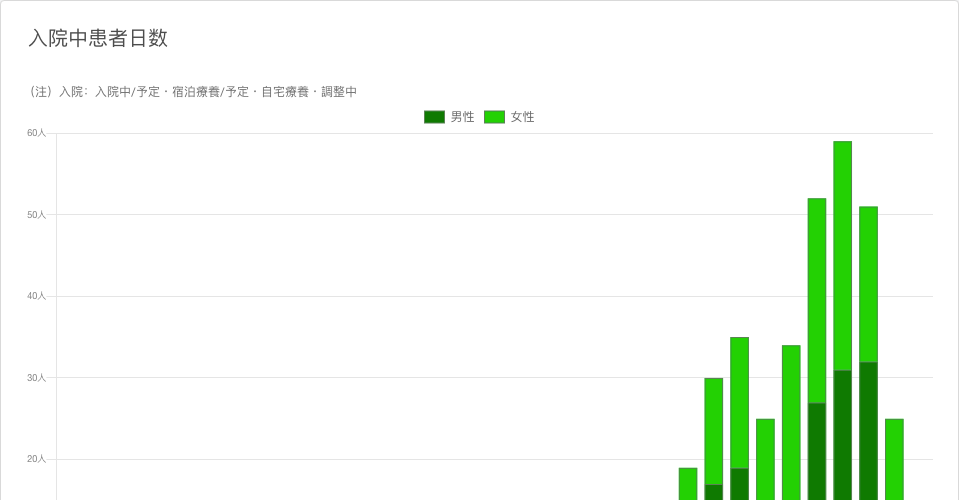 入院中患者日数
（注）入院：入院中/予定・宿泊療養/予定・自宅療養・調整中
男性 女性
60人
50人
40人
30人
20人